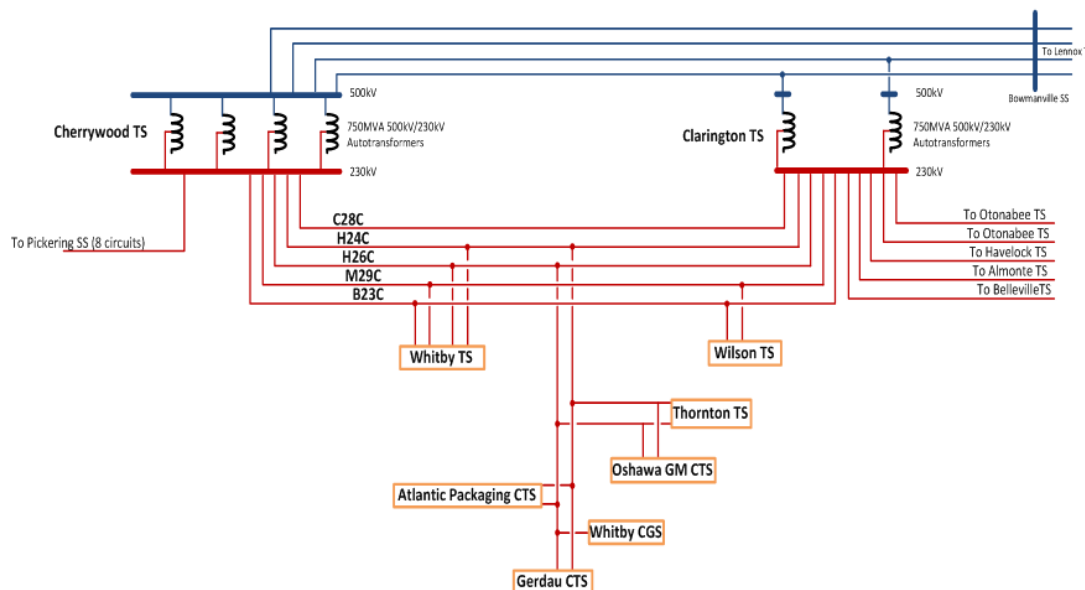 To Lennox
500kV
500kV
Bowmanville SS
Cherrywood TS
750MVA 500kV/230kV
Autotransformers
Clarington TS
750MVA 500kV/230kV
Autotransformers
230kV
230kV
C28C
To Otonabee TS
To Pickering SS (8 circuits)
H24C
To Otonabee TS
H26C
To Havelock TS
M29C
To Almonte TS
B23C
To BellevilleTS
Whitby TS
Wilson TS
Thornton TS
Oshawa GM CTS
Atlantic Packaging CTS
Whitby CGS
Gerdau CTS